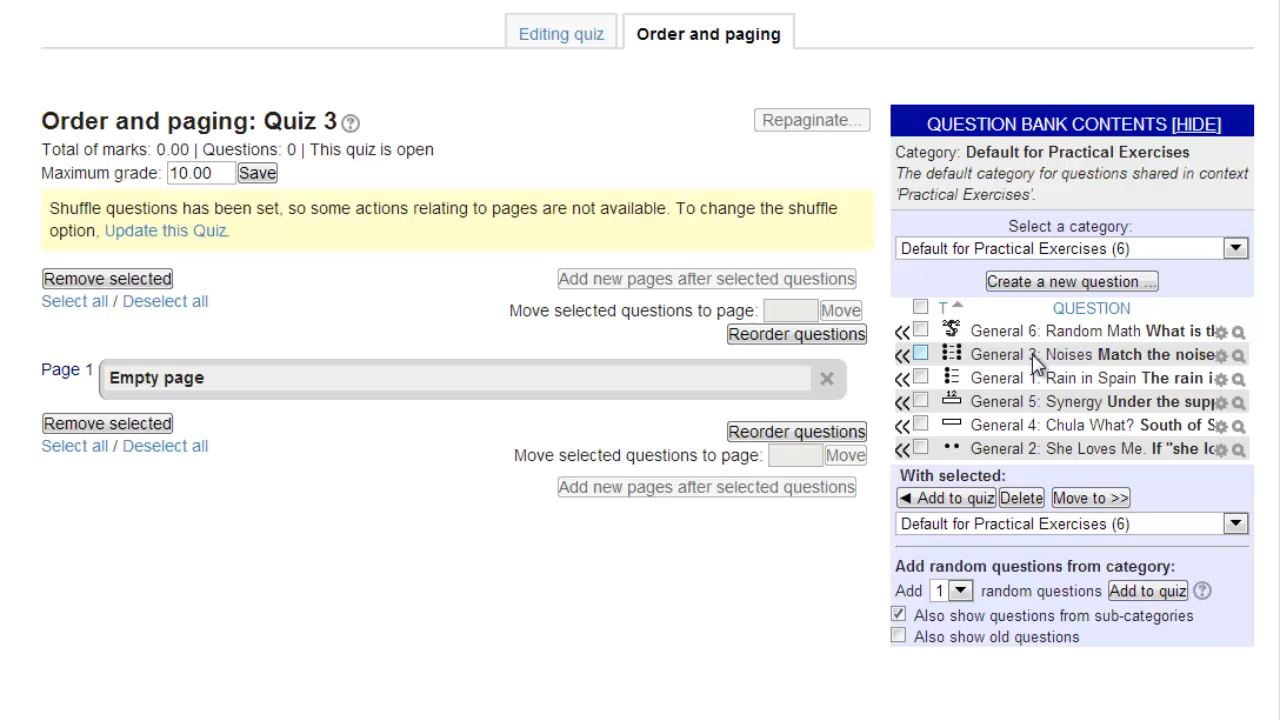 Editing quiz
Order and paging
Order and paging: Quiz 3
Repaginate...
Total of marks: 0.00 | Questions: 0 | This quiz is open
Maximum grade: 10.00 Save
Shuffle questions has been set, so some actions relating to pages are not available. To change the shuffle
option, Update this Quiz.
Remove selected
Add new pages after selected questions
Select all / Deselect all
Move selected questions to page: Move
Reorder questions
Page 1
Empty page
Remove selected
Reorder questions
Select all / Deselect all
Move selected questions to page: Move
Add new pages after selected questions
QUESTION BANK CONTENTS [HIDE]
Category: Default for Practical Exercises
The default category for questions shared in context
'Practical Exercises'.
Select a category:
Default for Practical Exercises (6)
Create a new question ...
T QUESTION
General 6: Random Math What is
General 3: Noises Match the noise
General 1: Rain in Spain The rain i
12
General 5: Synergy Under the supp
General 4: Chula What? South of S
General 2: She Loves Me. If "she lo
With selected:
◄ Add to quiz Delete Move to >>
Default for Practical Exercises (6)
Add random questions from category:
Add 1 random questions Add to quiz
Also show questions from sub-categories
Also show old questions